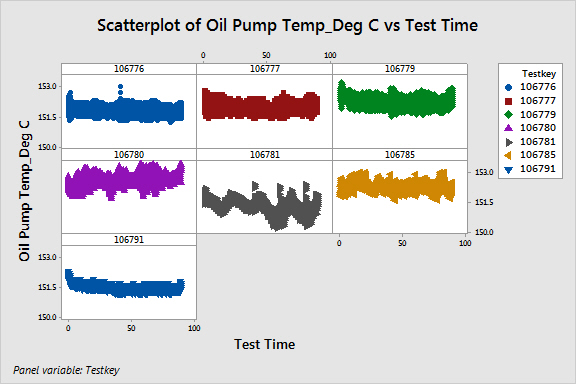 Scatterplot of Oil Pump Temp_Deg C vs Test Time
0 50 100
106776 106777 106779
153.0
151.5
150.0
106780 106781 106785
153.0
151.5
150.0
0 50 100
106791
153.0
151.5
150.0
0 50 100
Oil Pump Temp_Deg C
Test Time
Testkey
106776
106777
106779
106780
106781
106785
106791
Panel variable: Testkey